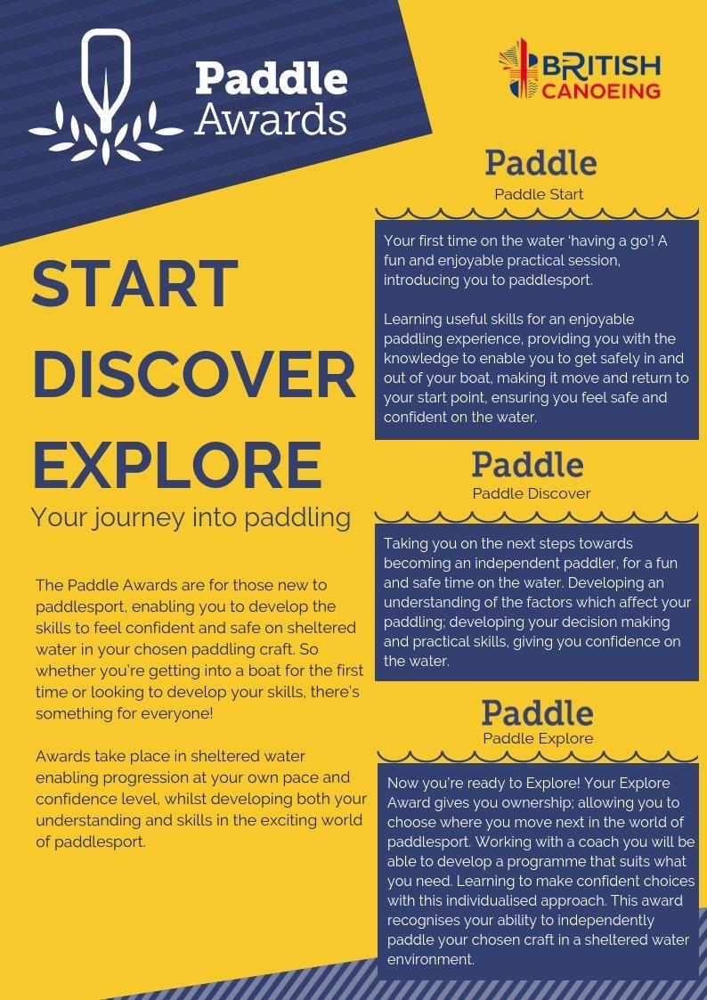 Paddle
Awards
BRITISH
CANOEING
START
DISCOVER
EXPLORE
Your journey into paddling
The Paddle Awards are for those new to
paddlesport, enabling you to develop the
skills to feel confident and safe on sheltered
water in your chosen paddling craft. So
whether you're getting into a boat for the first
time or looking to develop your skills, there's
something for everyone!
Awards take place in sheltered water
enabling progression at your own pace and
confidence level, whilst developing both your
understanding and skills in the exciting world
of paddlesport.
Paddle
Paddle Start
Your first time on the water ‘having a go’! A
fun and enjoyable practical session,
introducing you to paddlesport.
Learning useful skills for an enjoyable
paddling experience, providing you with the
knowledge to enable you to get safely in and
out of your boat, making it move and return to
your start point, ensuring you feel safe and
confident on the water.
Paddle
Paddle Discover
Taking you on the next steps towards
becoming an independent paddler, for a fun
and safe time on the water. Developing an
understanding of the factors which affect your
paddling; developing your decision making
and practical skills, giving you confidence on
the water.
Paddle
Paddle Explore
Now you're ready to Explore! Your Explore
Award gives you ownership; allowing you to
choose where you move next in the world of
paddlesport. Working with a coach you will be
able to develop a programme that suits what
you need. Learning to make confident choices
with this individualised approach. This award
recognises your ability to independently
paddle your chosen craft in a sheltered water
environment.